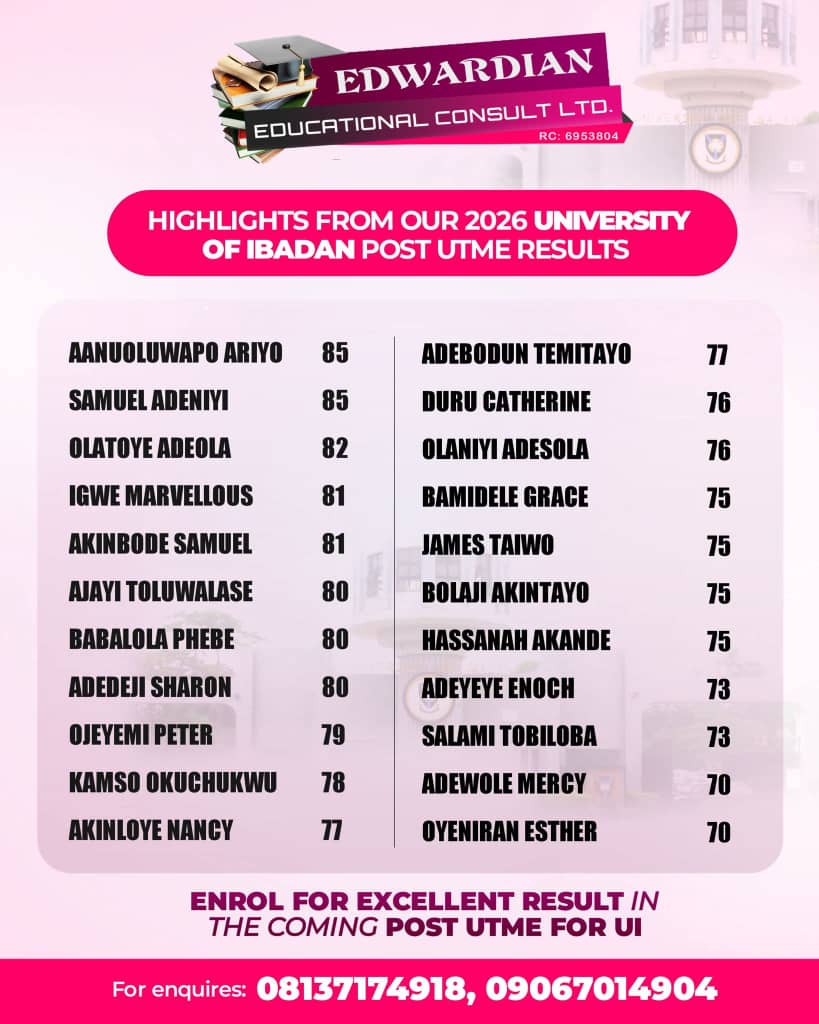 EDWARDIAN
EDUCATIONAL CONSULT LTD.
RC: 6953804
HIGHLIGHTS FROM OUR 2026 UNIVERSITY
OF IBADAN POST UTME RESULTS
AANUOLUWAPO ARIYO 85
SAMUEL ADENIYI 85
OLATOYE ADEOLA 82
IGWE MARVELLOUS 81
AKINBODE SAMUEL 81
AJAYI TOLUWALASE 80
BABALOLA PHEBE 80
ADEDEJI SHARON 80
OJEYEMI PETER 79
KAMSO OKUCHUKWU 78
AKINLOYE NANCY 77
ADEBODUN TEMITAYO 77
DURU CATHERINE 76
OLANIYI ADESOLA 76
BAMIDELE GRACE 75
JAMES TAIWO 75
BOLAJI AKINTAYO 75
HASSANAH AKANDE 75
ADEYEYE ENOCH 73
SALAMI TOBILOBA 73
ADEWOLE MERCY 70
OYENIRAN ESTHER 70
ENROL FOR EXCELLENT RESULT IN
THE COMING POST UTME FOR UI
For enquires: 08137174918, 09067014904